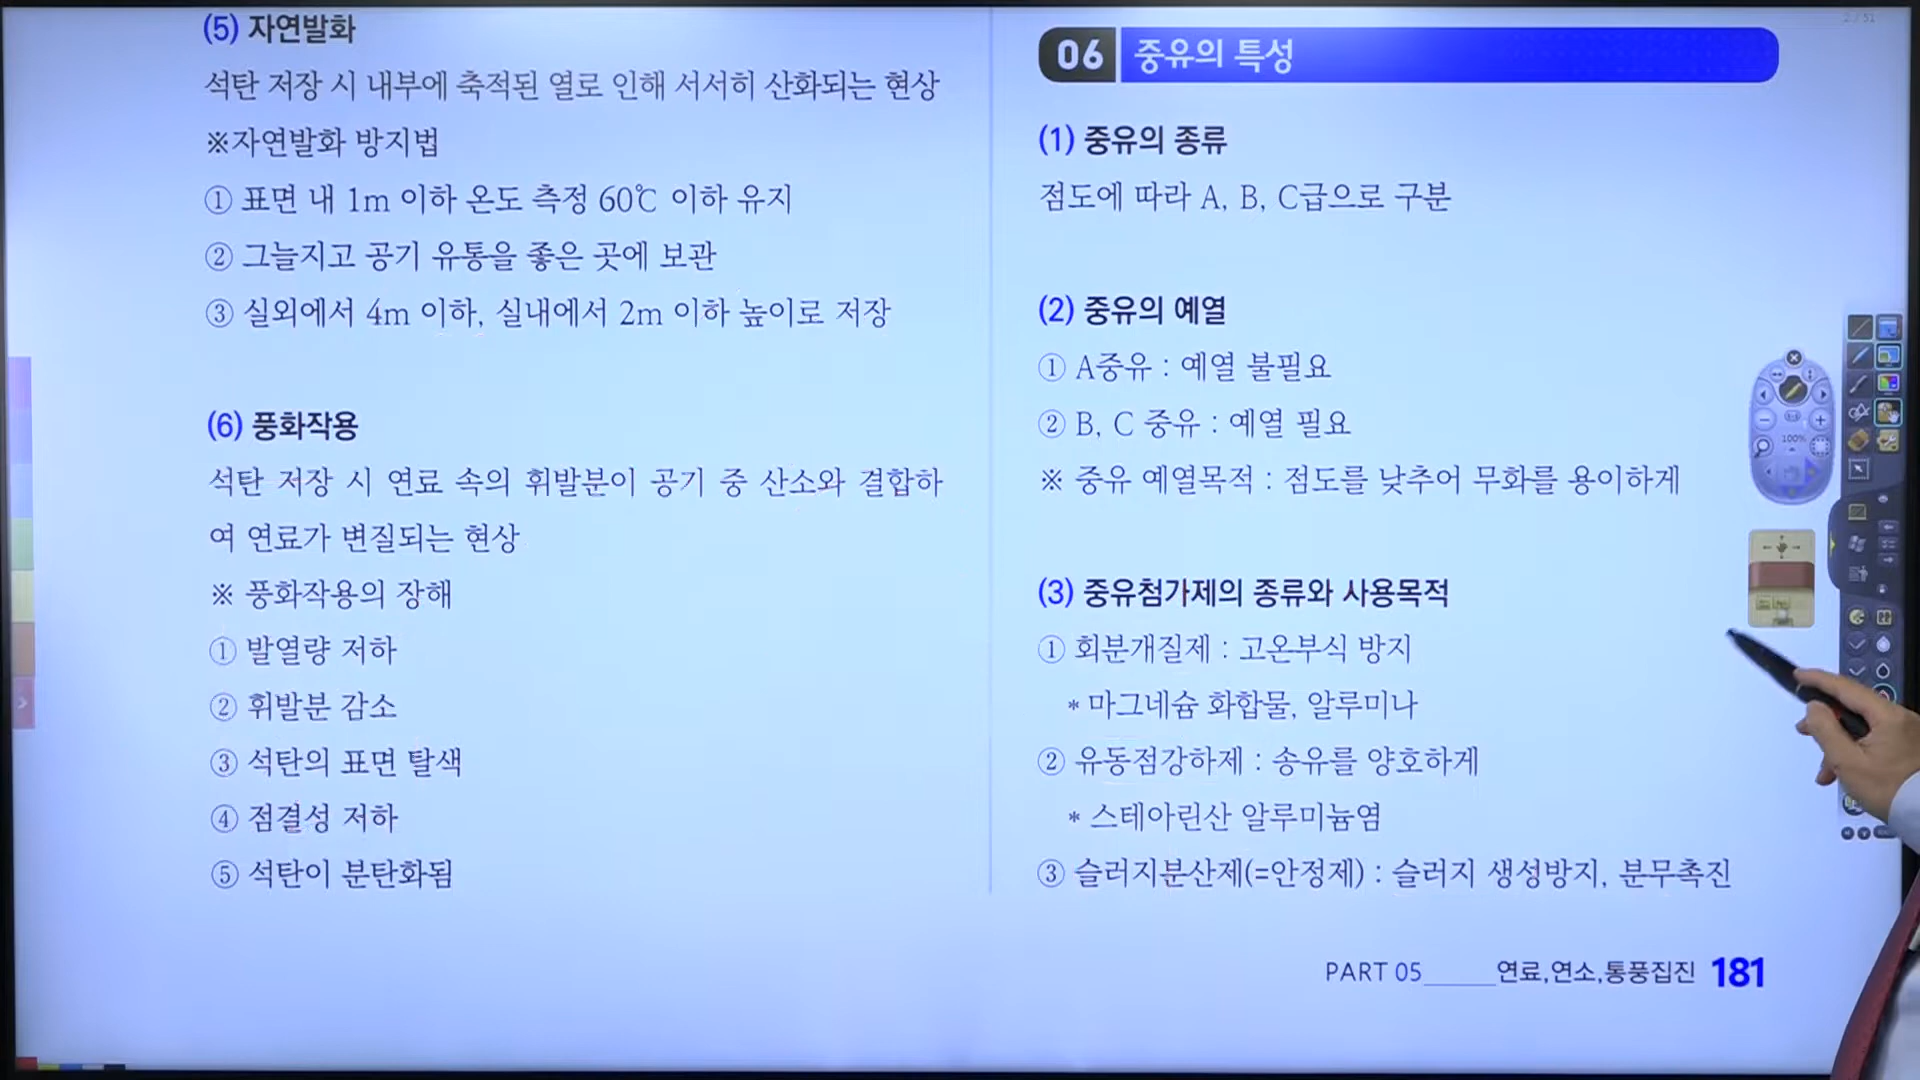 (5) 자연발화
석탄 저장 시 내부에 축적된 열로 인해 서서히 산화되는 현상
※자연발화 방지법
① 표면 내 1m 이하 온도 측정 60℃ 이하 유지
② 그늘지고 공기 유통을 좋은 곳에 보관
③ 실외에서 4m 이하, 실내에서 2m 이하 높이로 저장
(6) 풍화작용
석탄 저장 시 연료 속의 휘발분이 공기 중 산소와 결합하
여 연료가 변질되는 현상
※ 풍화작용의 장해
① 발열량 저하
② 휘발분 감소
③ 석탄의 표면 탈색
④ 점결성 저하
⑤ 석탄이 분탄화됨
06 중유의 특성
(1) 중유의 종류
점도에 따라 A, B, C급으로 구분
(2) 중유의 예열
① A중유 : 예열 불필요
② B, C 중유 : 예열 필요
※ 중유 예열목적 : 점도를 낮추어 무화를 용이하게
(3) 중유첨가제의 종류와 사용목적
① 회분개질제 : 고온부식 방지
* 마그네슘 화합물, 알루미나
② 유동점강하제 : 송유를 양호하게
* 스테아린산 알루미늄염
③ 슬러지분산제(=안정제) : 슬러지 생성방지, 분무촉진
PART 05 연료,연소,통풍집진 181
100%